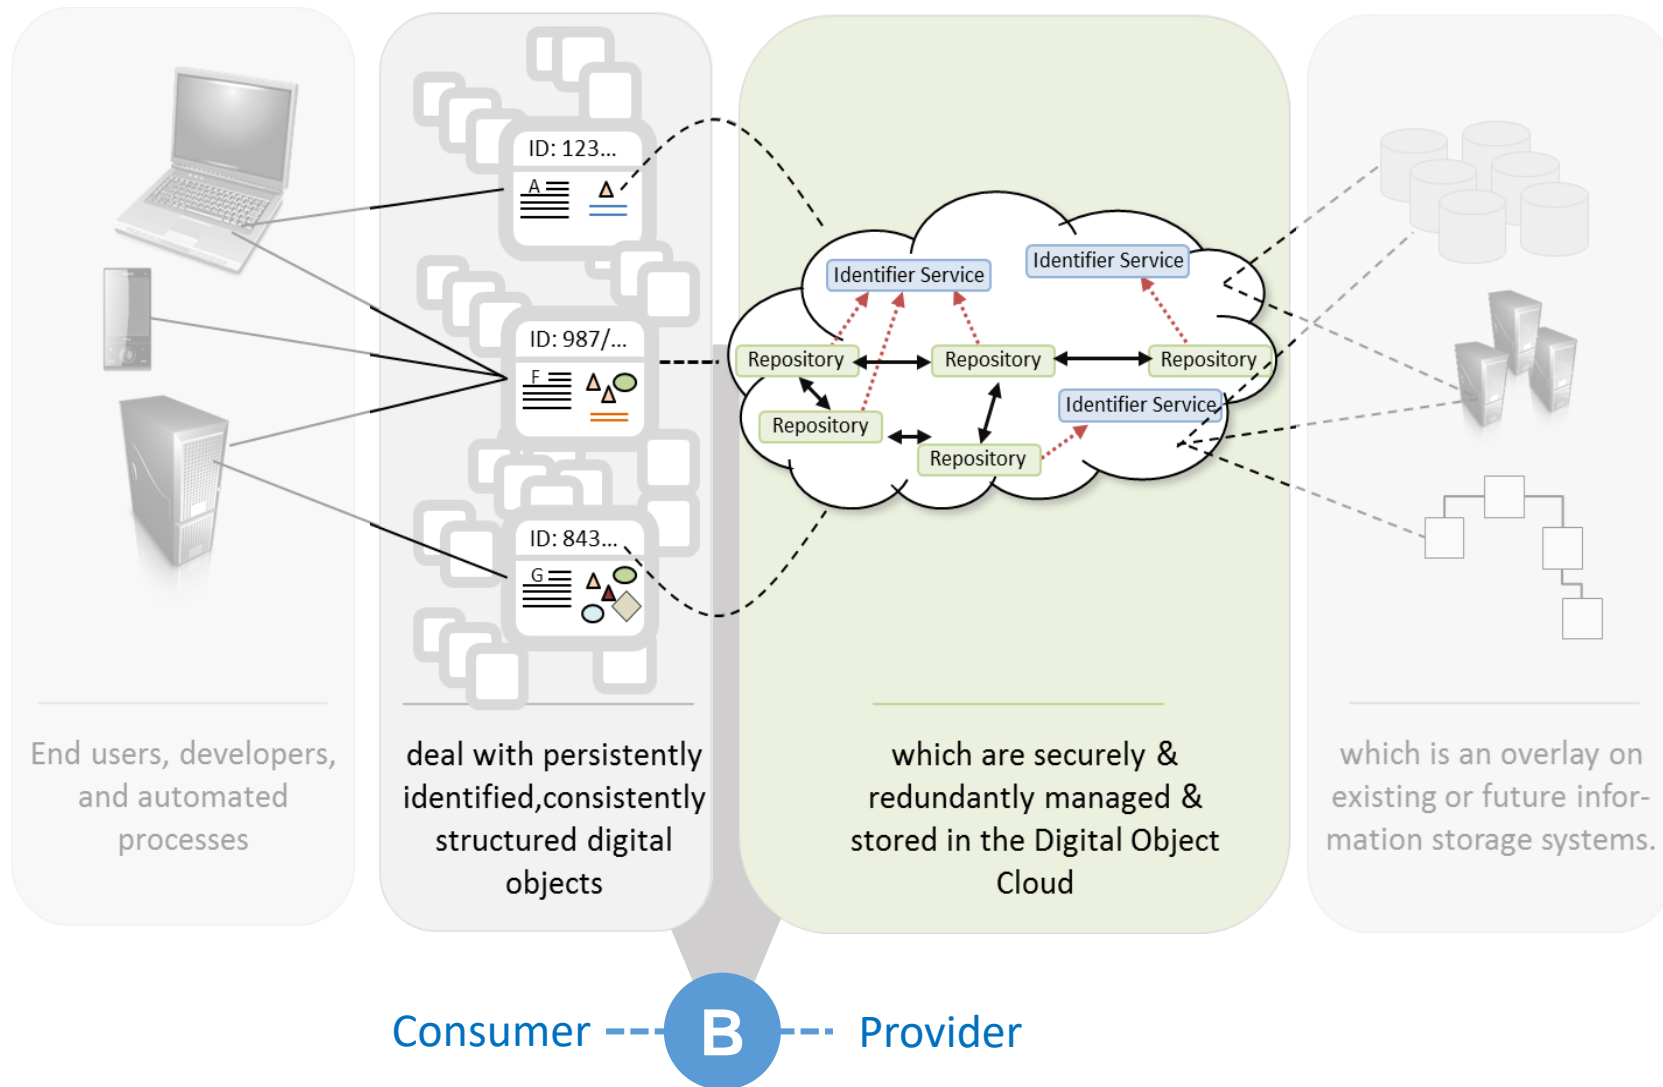 ID: 123...
A
ID: 987/...
F
ID: 843...
G
Identifier Service
Identifier Service
Repository
Repository
Repository
Identifier Service
Repository
Repository
End users, developers,
and automated
processes
deal with persistently
identified,consistently
structured digital
objects
which are securely &
redundantly managed &
stored in the Digital Object
Cloud
which is an overlay on
existing or future infor-
mation storage systems.
Consumer
B
Provider